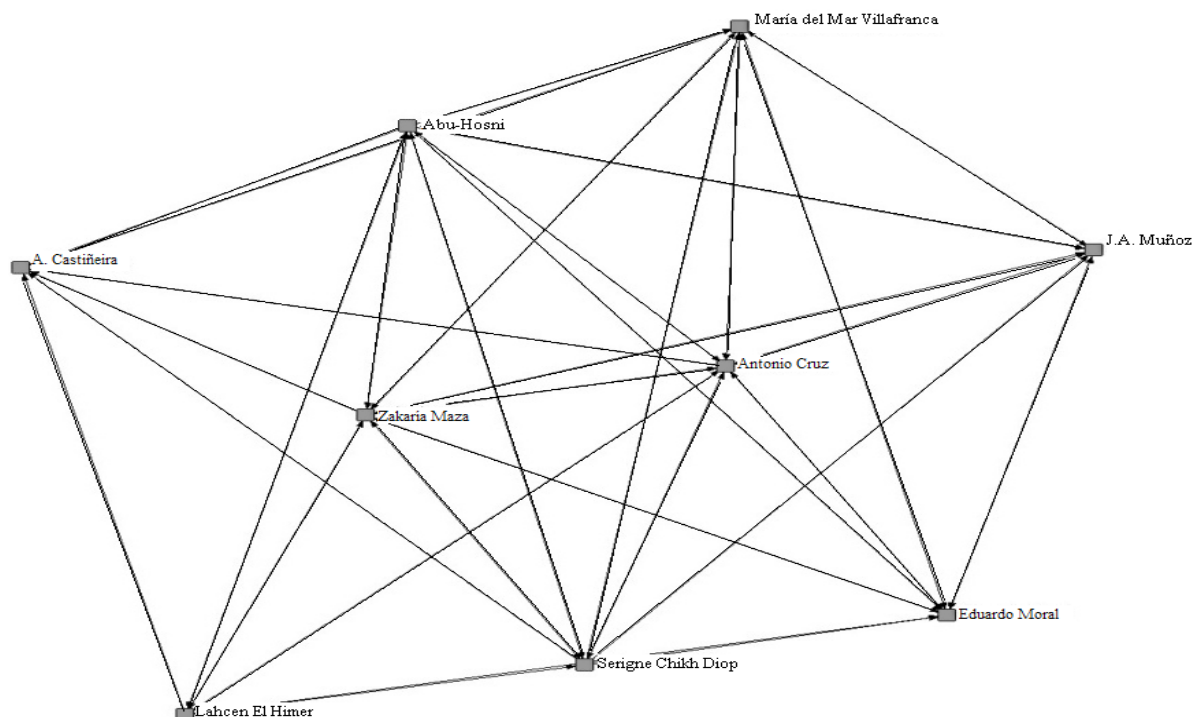 María del Mar Villafranca
Abu-Hosni
J.A. Muñoz
A. Castiñeira
Antonio Cruz
Zakaria Maza
Eduardo Moral
Serigne Chikh Diop
Lahcen El Himer